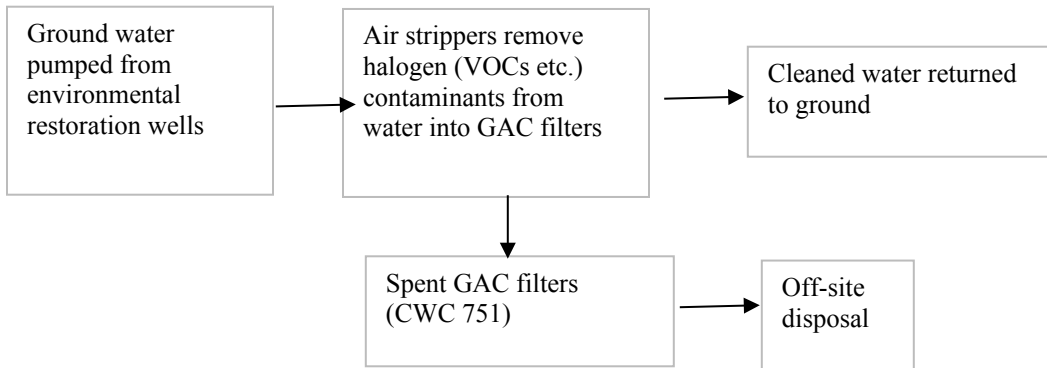 Ground water
pumped from
environmental
restoration wells
Air strippers remove
halogen (VOCs etc.)
contaminants from
water into GAC filters
Cleaned water returned
to ground
Spent GAC filters
(CWC 751)
Off-site
disposal